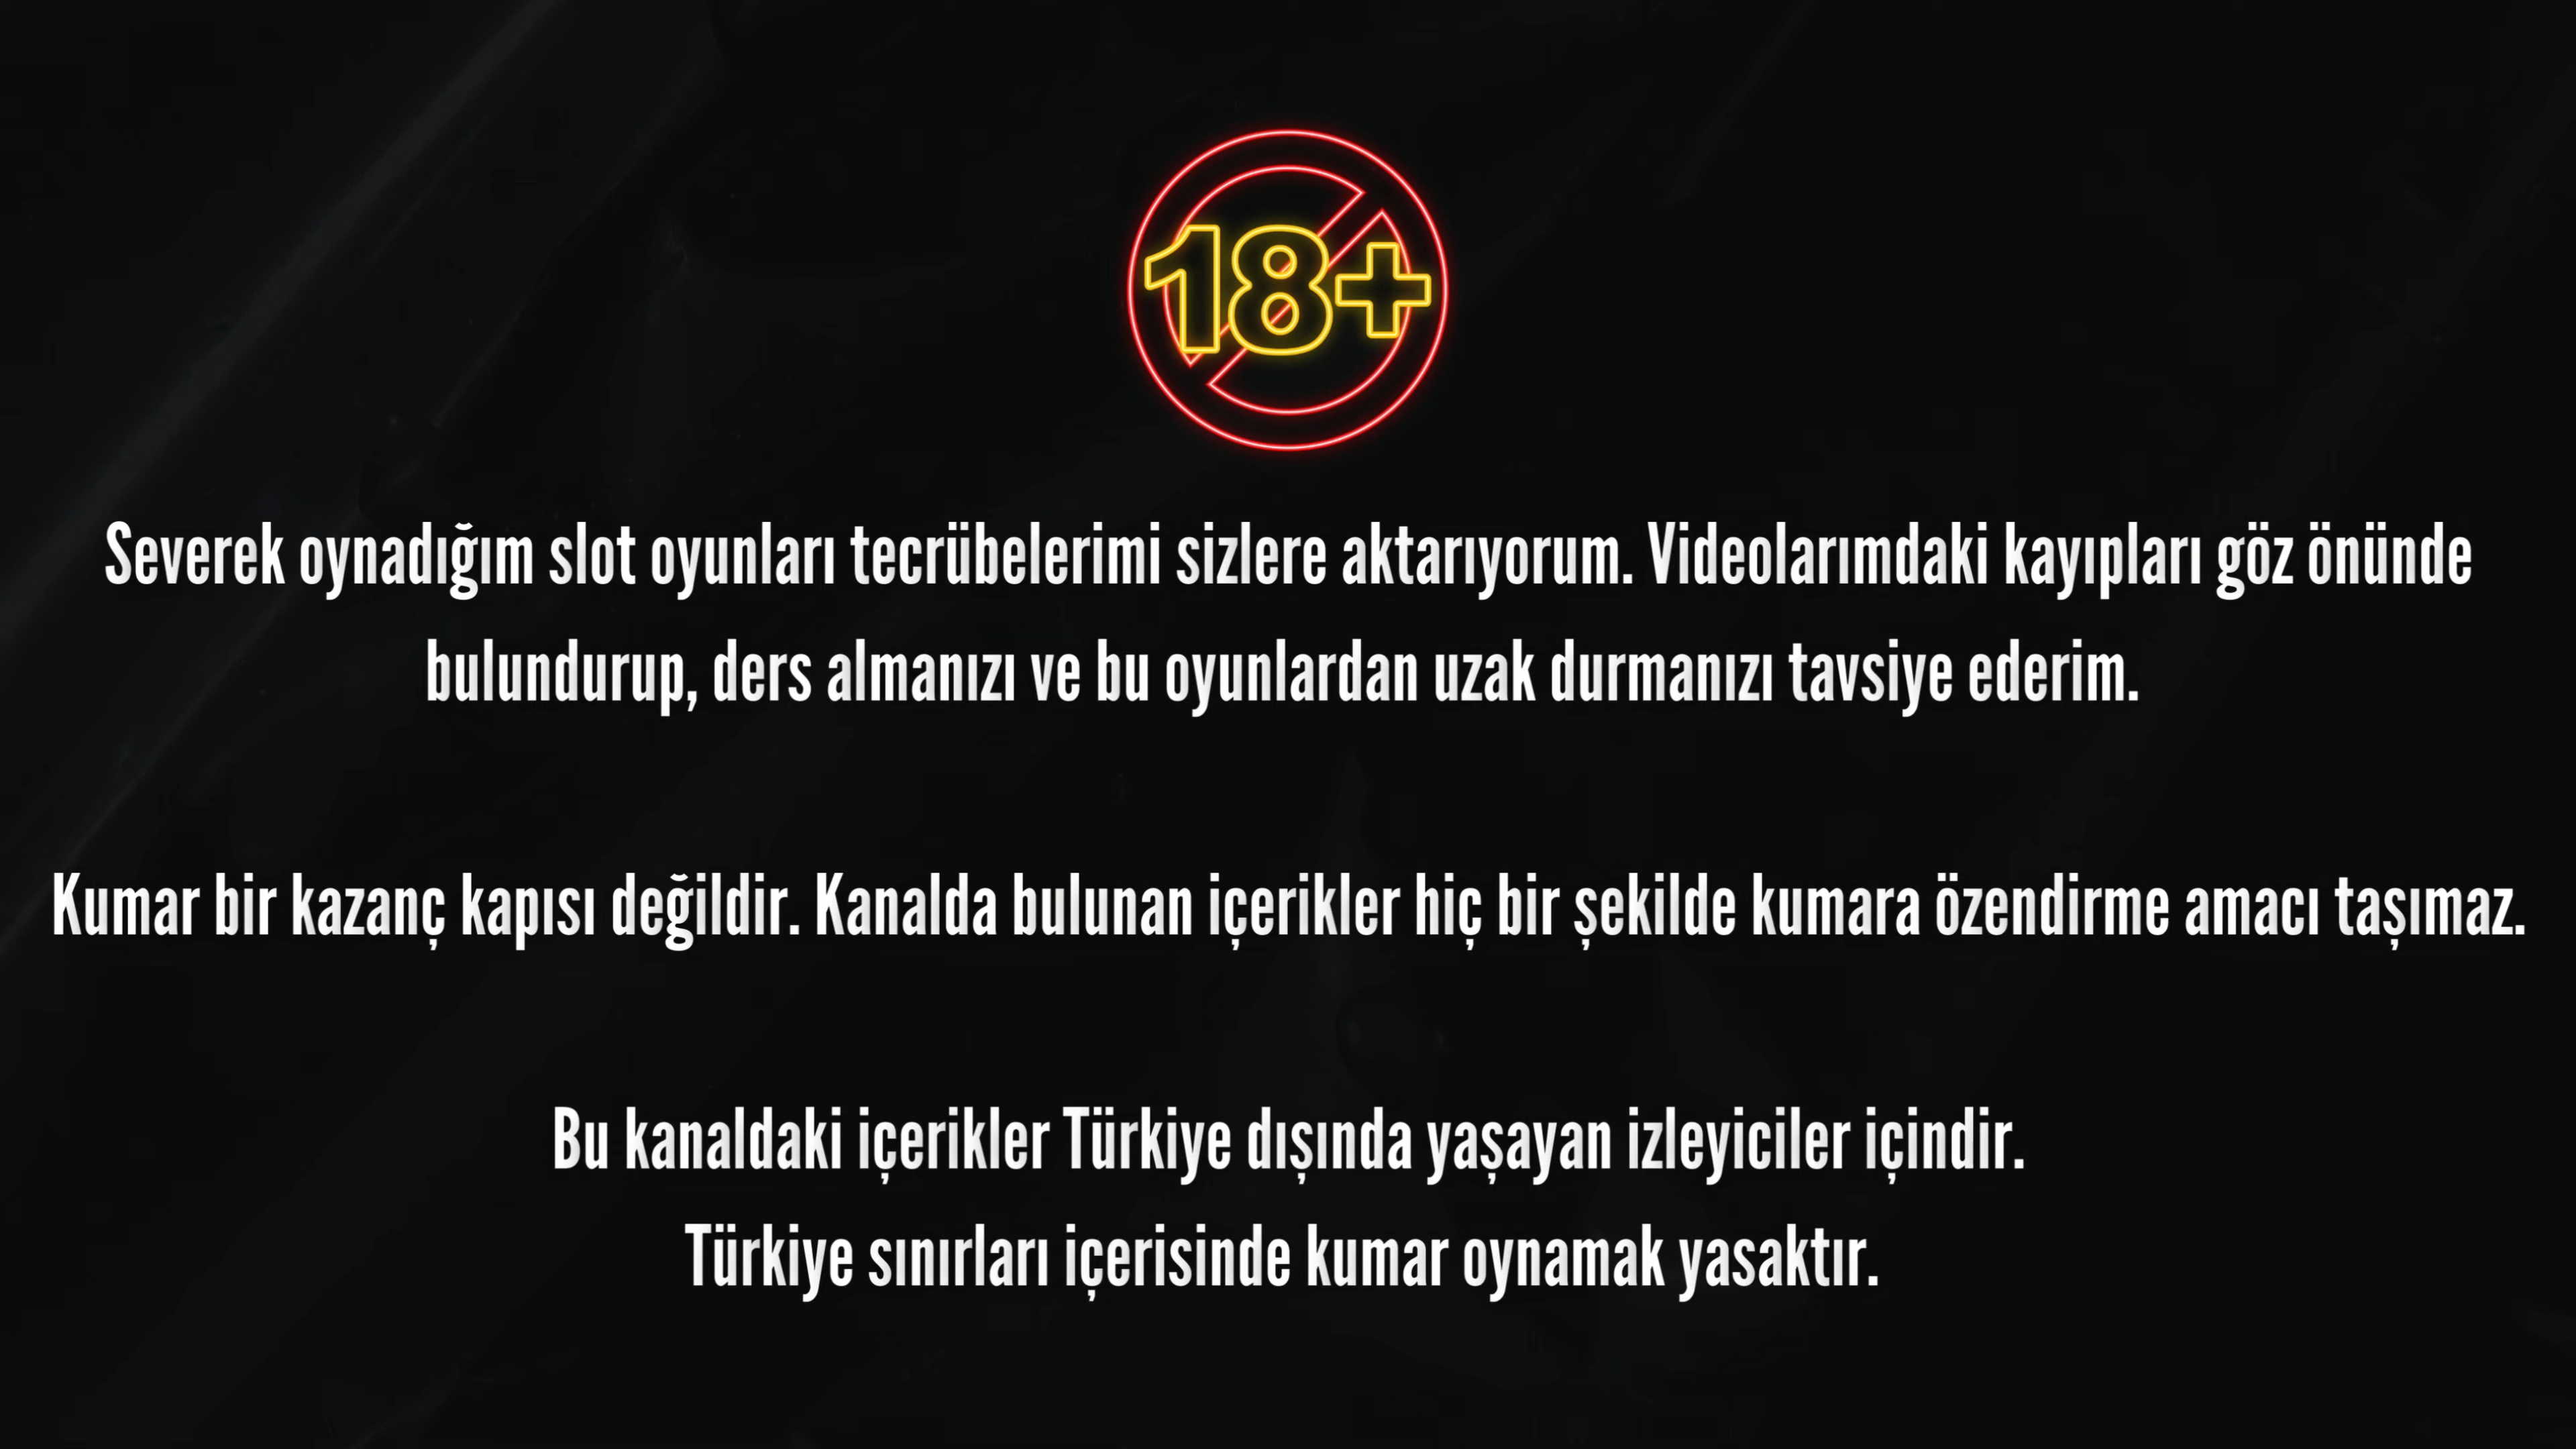 18+
Severek oynadığım slot oyunları tecrübelerimi sizlere aktarıyorum. Videolarımdaki kayıpları göz önünde
bulundurup, ders almanızı ve bu oyunlardan uzak durmanızı tavsiye ederim.
Kumar bir kazanç kapısı değildir. Kanalda bulunan içerikler hiç bir şekilde kumara özendirme amacı taşımaz.
Bu kanaldaki içerikler Türkiye dışında yaşayan izleyiciler içindir.
Türkiye sınırları içerisinde kumar oynamak yasaktır.